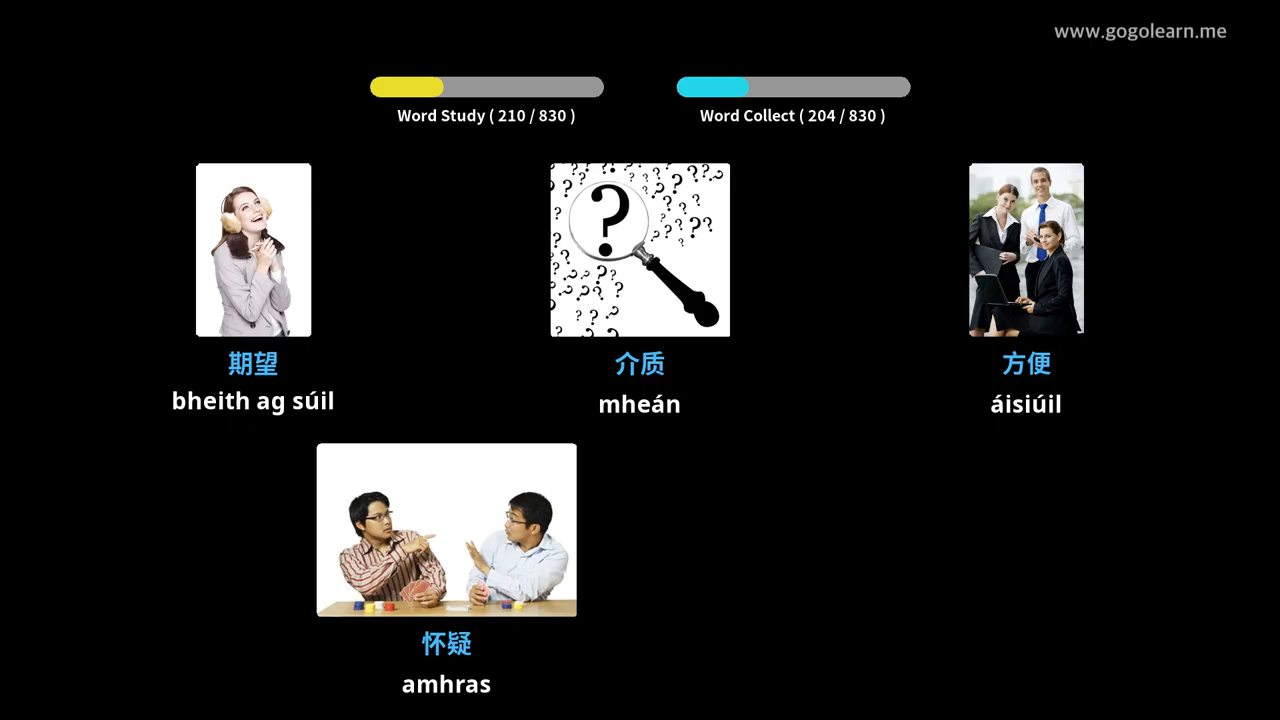 www.gogolearn.me
Word Study ( 210 / 830 )
Word Collect ( 204 / 830 )
期望
bheith ag súil
介质
mheán
方便
áisiúil
怀疑
amhras